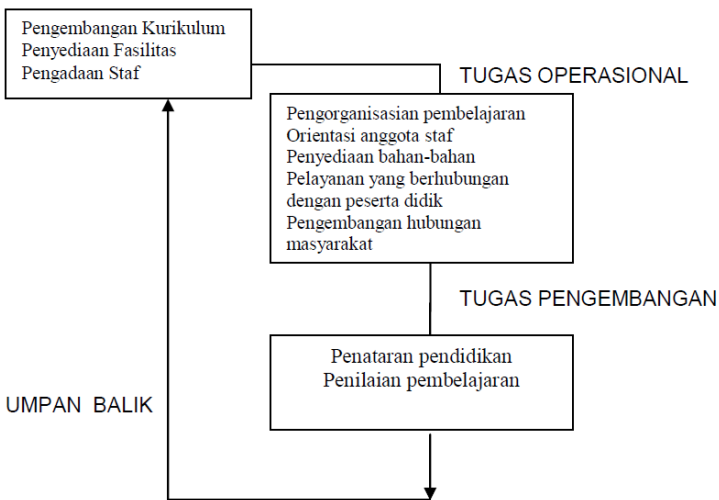 Pengembangan Kurikulum
Penyediaan Fasilitas
Pengadaan Staf
TUGAS OPERASIONAL
Pengorganisasian pembelajaran
Orientasi anggota staf
Penyediaan bahan-bahan
Pelayanan yang berhubungan
dengan peserta didik
Pengembangan hubungan
masyarakat
TUGAS PENGEMBANGAN
Penataran pendidikan
Penilaian pembelajaran
UMPAN BALIK